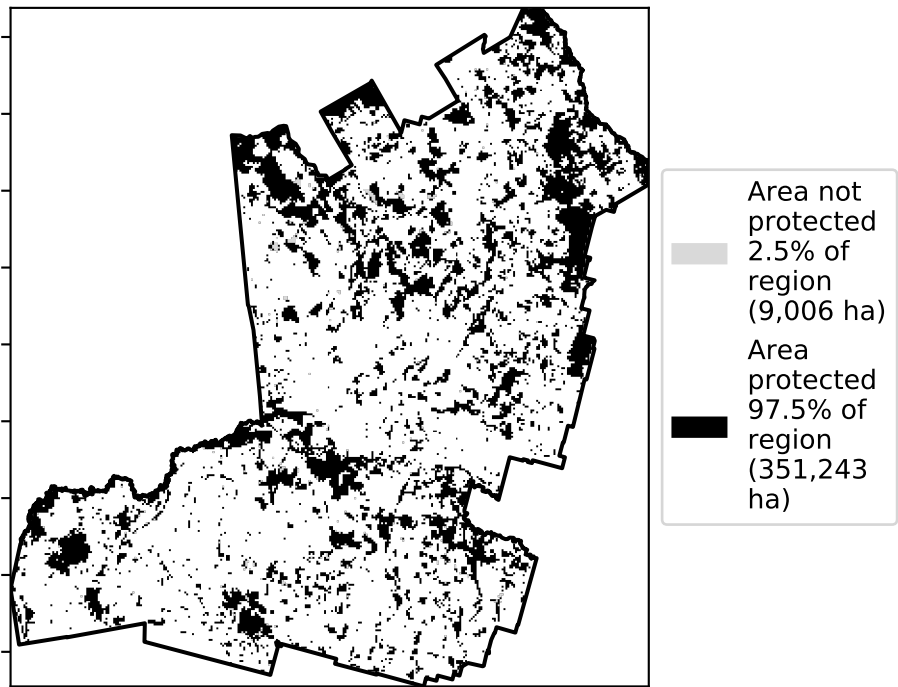 Area not
protected
2.5% of
region
(9,006 ha)
Area
protected
97.5% of
region
(351,243
ha)